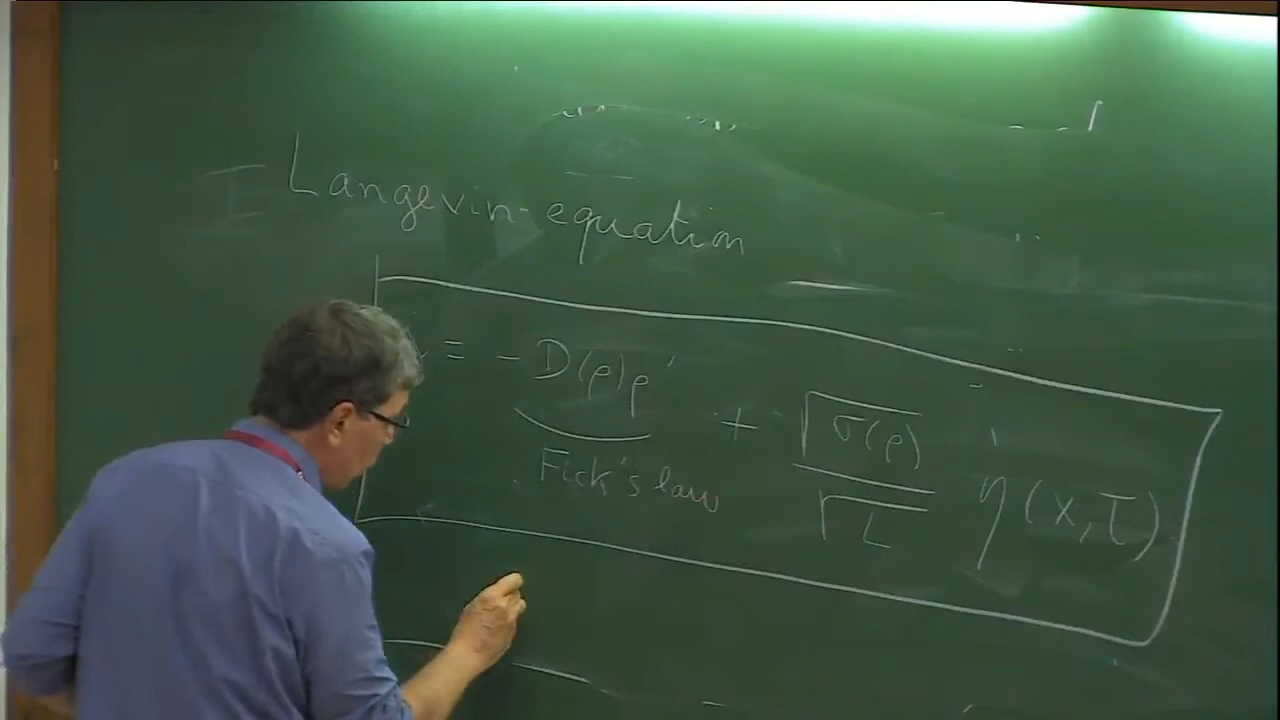 Langevin-equation
= - D(ρ)ρ' + √σ(ρ) / √L η(x,τ)
Fick's law